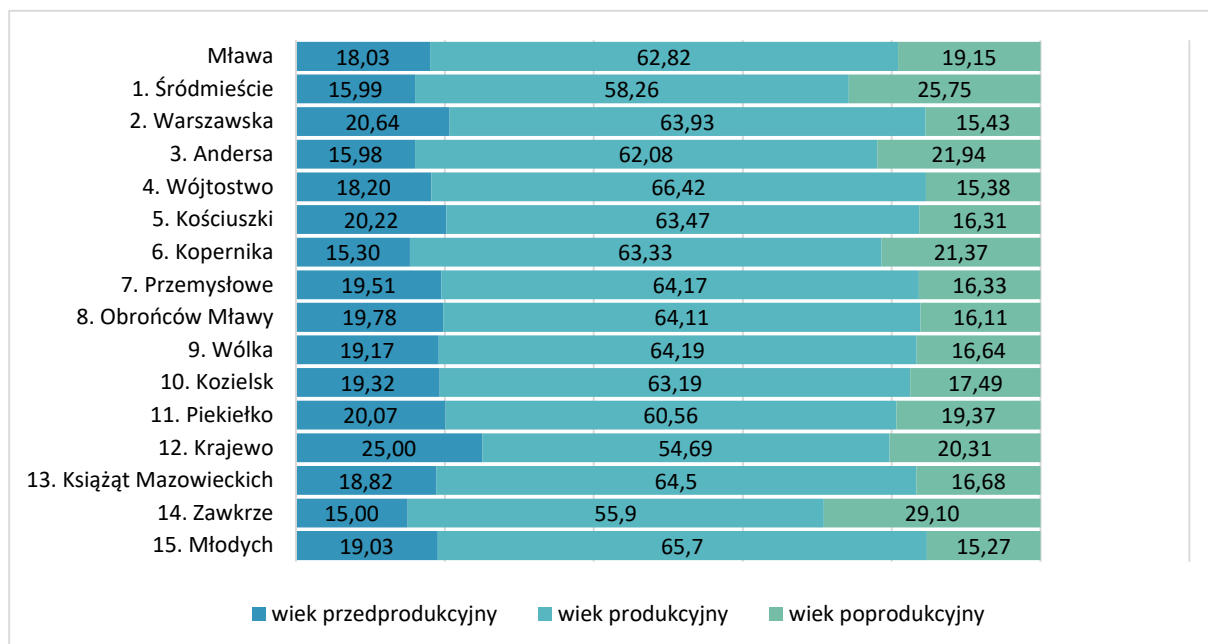 Mława 18,03 62,82 19,15
1. Śródmieście 15,99 58,26 25,75
2. Warszawska 20,64 63,93 15,43
3. Andersa 15,98 62,08 21,94
4. Wójtostwo 18,20 66,42 15,38
5. Kościuszki 20,22 63,47 16,31
6. Kopernika 15,30 63,33 21,37
7. Przemysłowe 19,51 64,17 16,33
8. Obrońców Mławy 19,78 64,11 16,11
9. Wólka 19,17 64,19 16,64
10. Kozielsk 19,32 63,19 17,49
11. Piekiełko 20,07 60,56 19,37
12. Krajewo 25,00 54,69 20,31
13. Książąt Mazowieckich 18,82 64,5 16,68
14. Zawkrze 15,00 55,9 29,10
15. Młodych 19,03 65,7 15,27
wiek przedprodukcyjny wiek produkcyjny wiek poprodukcyjny